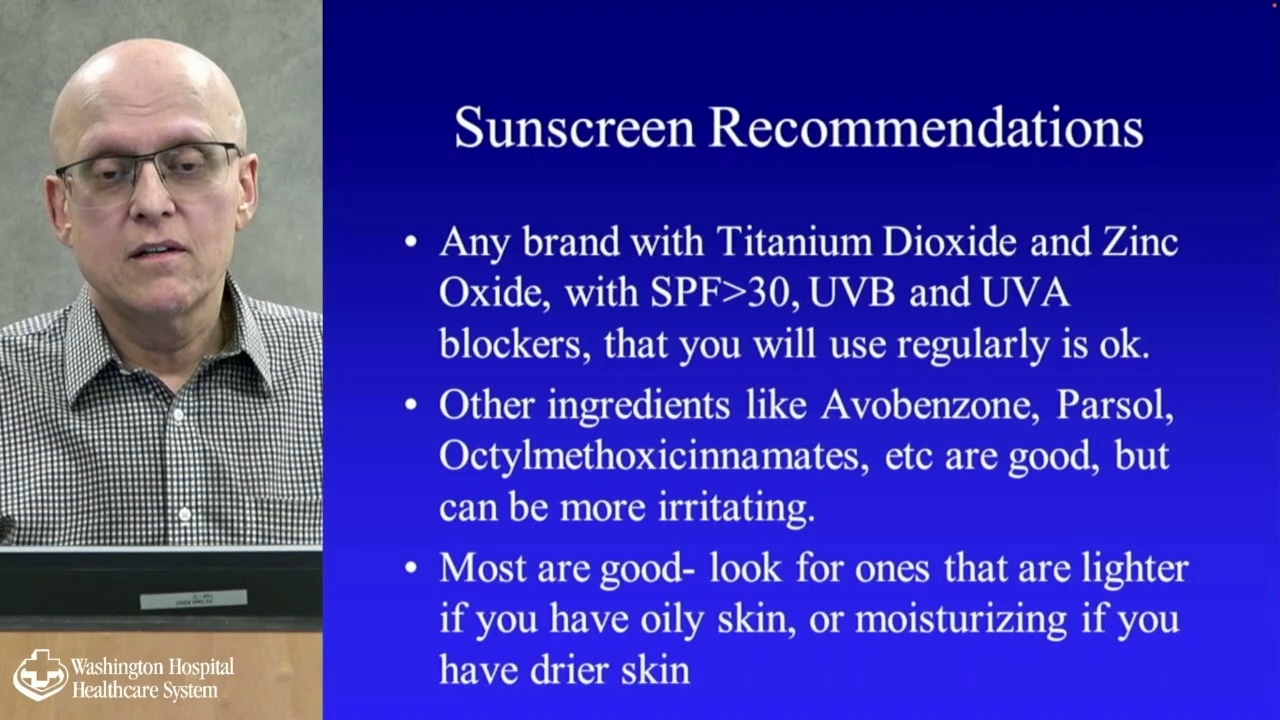 Sunscreen Recommendations
• Any brand with Titanium Dioxide and Zinc
Oxide, with SPF>30, UVB and UVA
blockers, that you will use regularly is ok.
• Other ingredients like Avobenzone, Parsol,
Octylmethoxicinnamates, etc are good, but
can be more irritating.
• Most are good- look for ones that are lighter
if you have oily skin, or moisturizing if you
have drier skin
Washington Hospital
Healthcare System